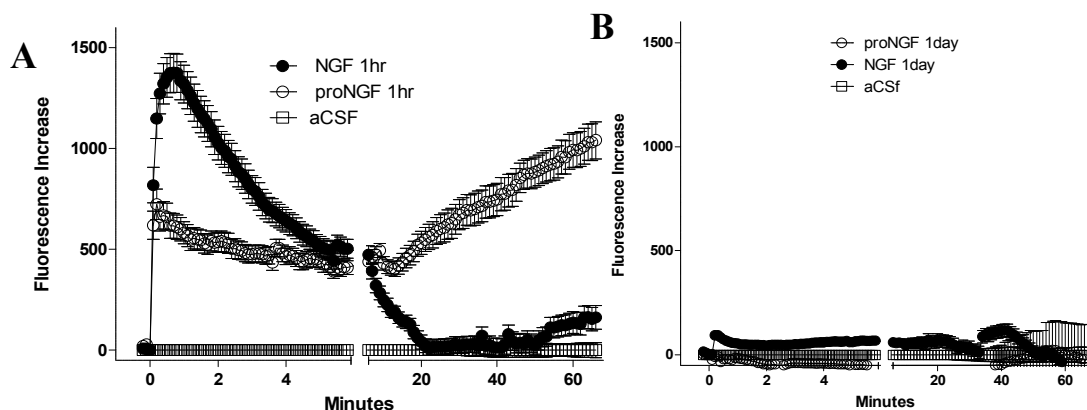 A
Fluorescence Increase
1500
1000
500
0
NGF 1hr
proNGF 1hr
aCSF
0 2 4 20 40 60
Minutes
B
Fluorescence Increase
1500
1000
500
0
proNGF 1day
NGF 1day
aCSf
0 2 4 20 40 60
Minutes